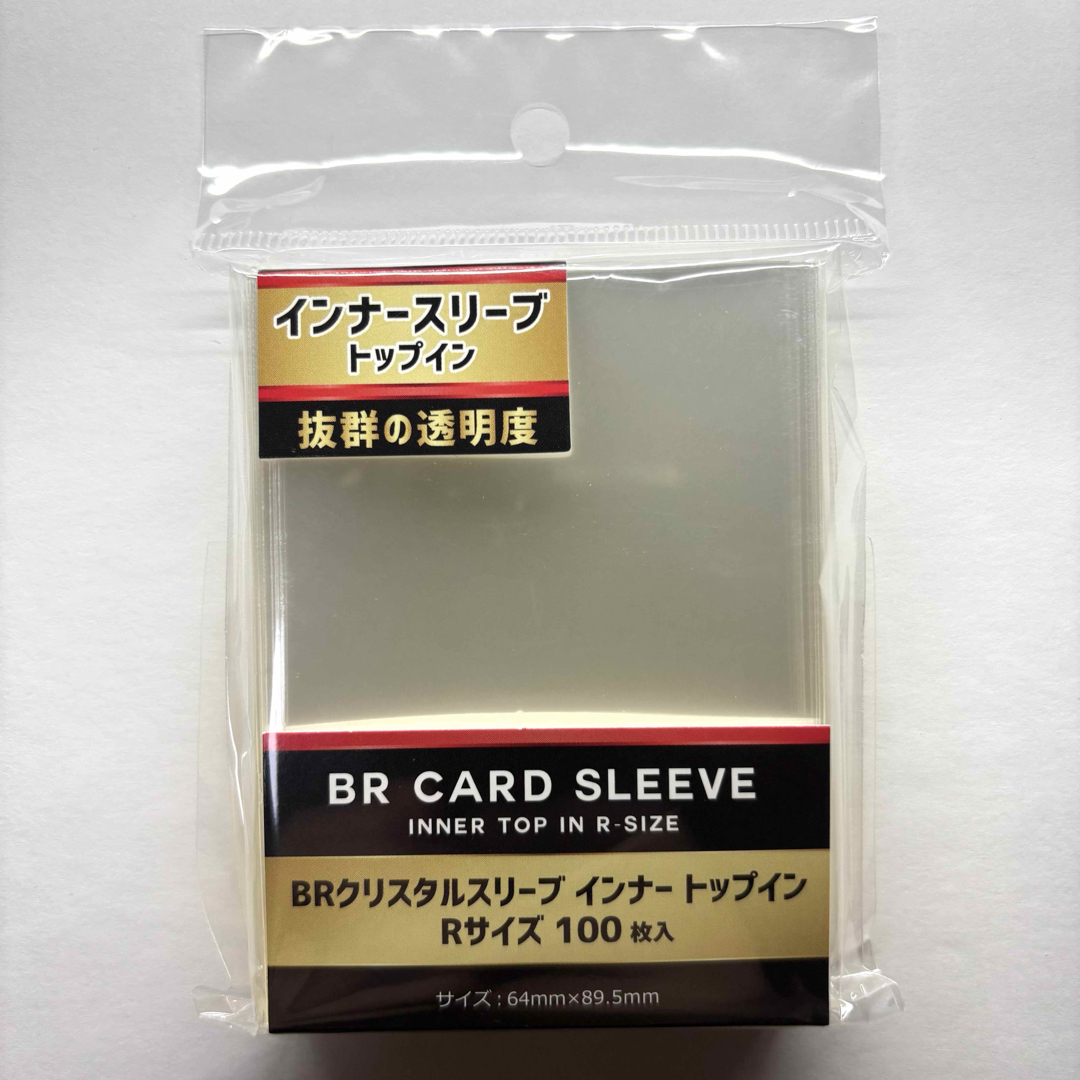 インナースリーブ
トップイン
抜群の透明度
BR CARD SLEEVE
INNER TOP IN R-SIZE
BRクリスタルスリーブ インナー トップイン
Rサイズ 100 枚入
サイズ : 64mm×89.5mm